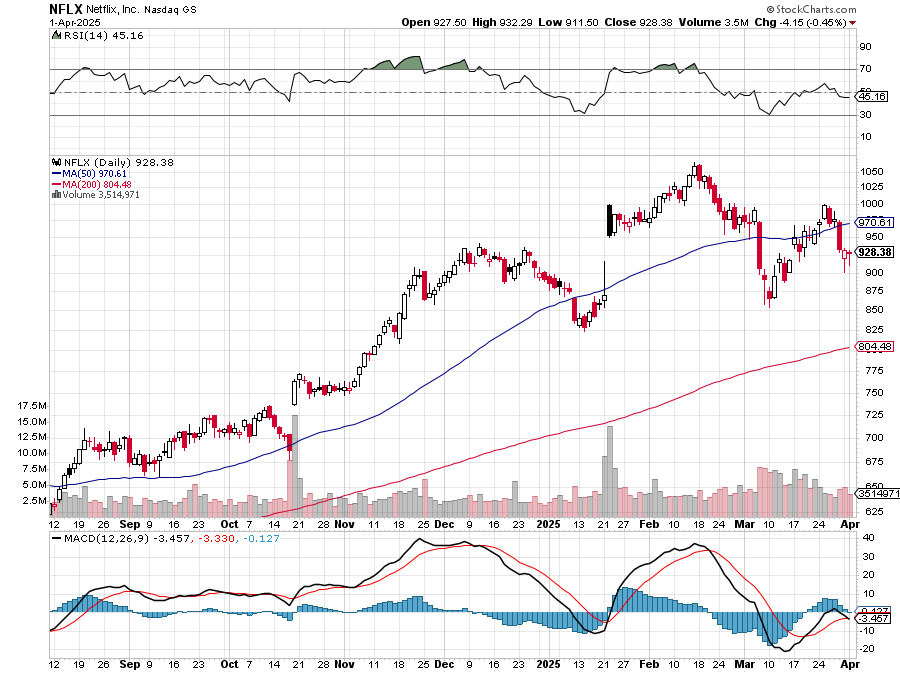 NFLX Netflix, Inc. Nasdaq GS © StockCharts.com
1-Apr-2025 Open 927.50 High 932.29 Low 911.50 Close 928.38 Volume 3.5M Chg -4.15 (-0.45%)
RSI(14) 45.16
90
70
50
45.16
30
10
NFLX (Daily) 928.38
MA(50) 970.61
MA(200) 804.48
Volume 3,514,971
1050
1025
1000
970.61
950
928.38
900
875
850
825
804.48
775
750
17.5M 725
15.0M
12.5M 700
10.0M
7.5M 675
5.0M 650
3514971
2.5M
625
12 19 26 Sep 9 16 23 Oct 7 14 21 28 Nov 11 18 25 Dec 9 16 23 2025 13 21 27 Feb 10 18 24 Mar 10 17 24 Apr
MACD(12,26,9) -3.457, -3.330, -0.127
40
30
20
10
-0.127
-3.457
-10
-20
12 19 26 Sep 9 16 23 Oct 7 14 21 28 Nov 11 18 25 Dec 9 16 23 2025 13 21 27 Feb 10 18 24 Mar 10 17 24 Apr